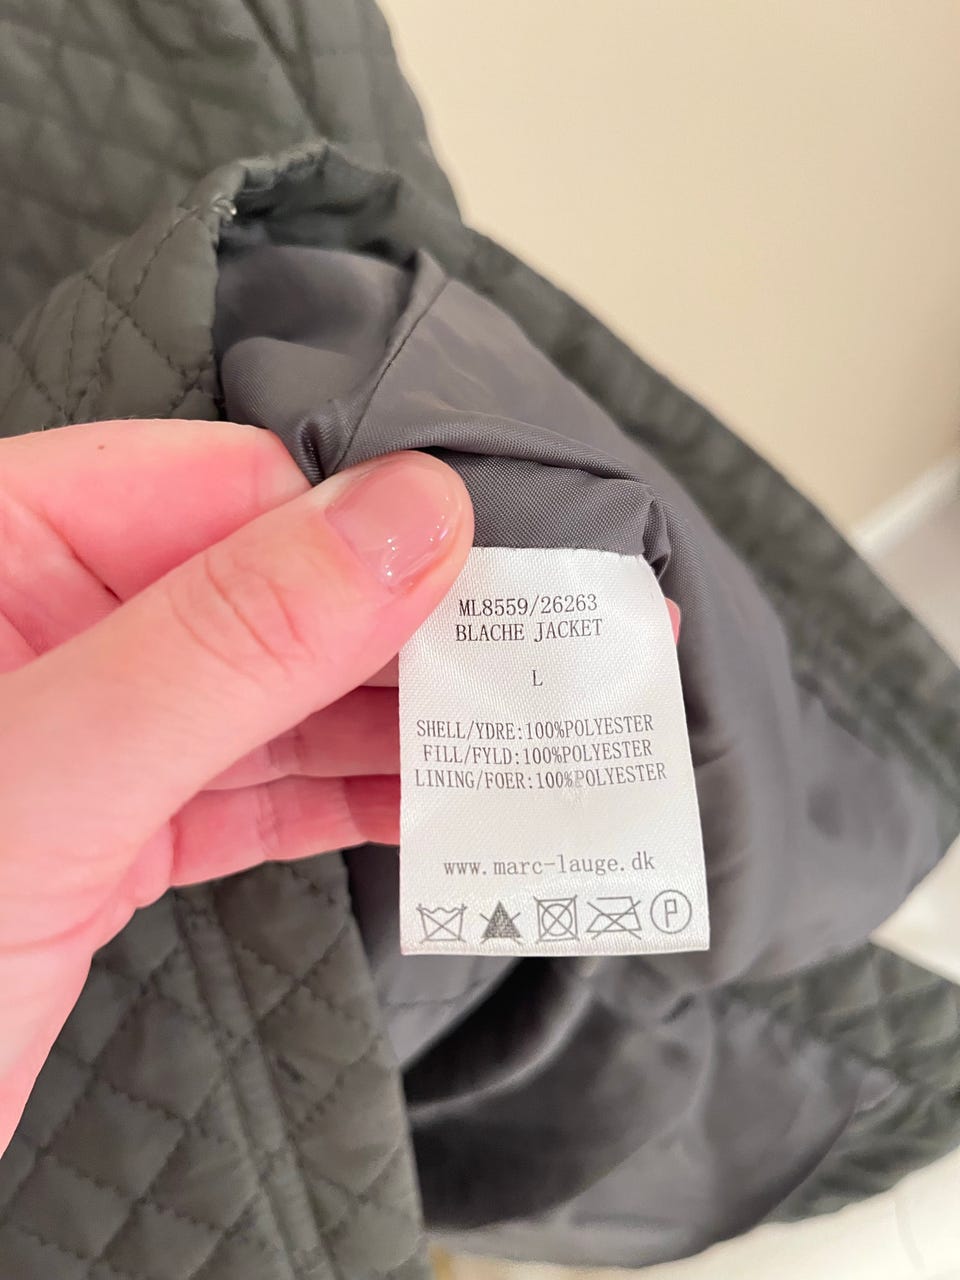 ML8559/26263
BLACHE JACKET
L
SHELL/YDRE:100%POLYESTER
FILL/FYLD:100%POLYESTER
LINING/FOER:100%POLYESTER
www.marc-lauge.dk
P